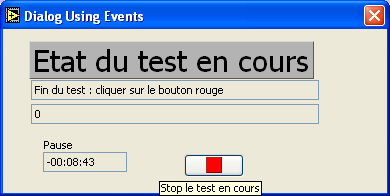 Dialog Using Events
Etat du test en cours
Fin du test : cliquer sur le bouton rouge
0
Pause
-00:08:43
Stop le test en cours